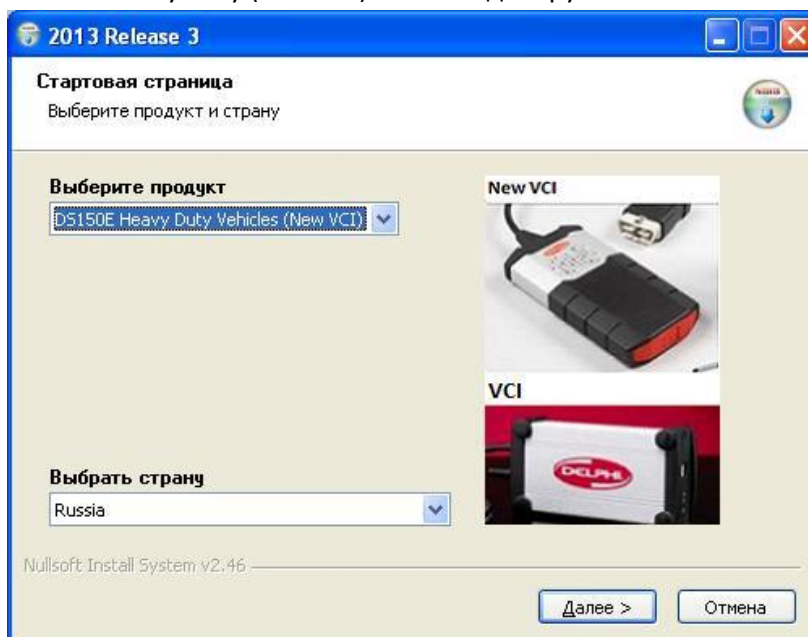 2013 Release 3
Стартовая страница
Выберите продукт и страну
Выберите продукт
DS150E Heavy Duty Vehicles (New VCI)
New VCI
VCI
DELPHI
Выбрать страну
Russia
Nullsoft Install System v2.46
Далее >
Отмена